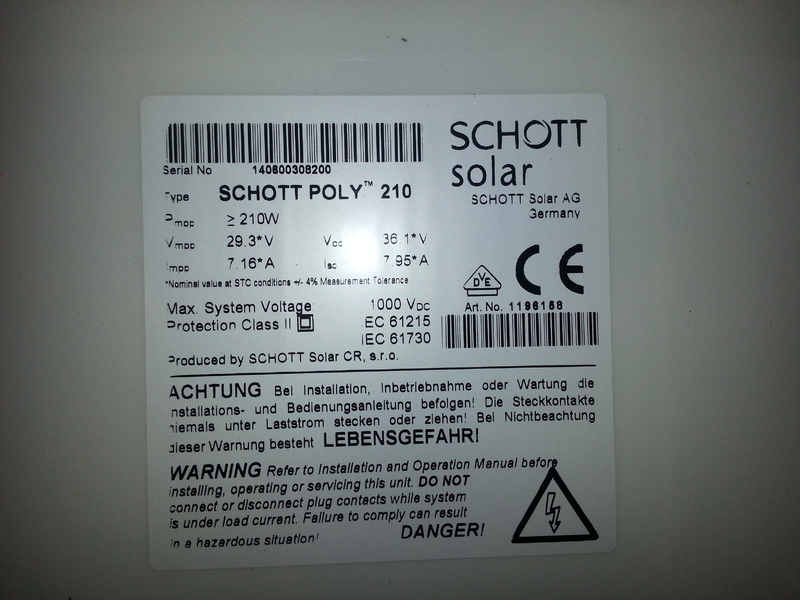 SCHOTT
solar
SCHOTT Solar AG
Germany
Serial No 140600308200
Type SCHOTT POLY™ 210
Pmpp ≥ 210W
Vmpp 29.3*V Voc 36.1*V
Impp 7.16*A Isc 7.95*A
*Nominal value at STC conditions +/- 4% Measurement Tolerance
DVE
CE
Max. System Voltage 1000 VDC
Protection Class II IEC 61215
IEC 61730
Art. No. 1196158
Produced by SCHOTT Solar CR, s.r.o.
ACHTUNG Bei Installation, Inbetriebnahme oder Wartung die
Installations- und Bedienungsanleitung befolgen! Die Steckkontakte
niemals unter Laststrom stecken oder ziehen! Bei Nichtbeachtung
dieser Warnung besteht LEBENSGEFAHR!
WARNING Refer to Installation and Operation Manual before
installing, operating or servicing this unit. DO NOT
connect or disconnect plug contacts while system
is under load current. Failure to comply can result
in a hazardous situation! DANGER!